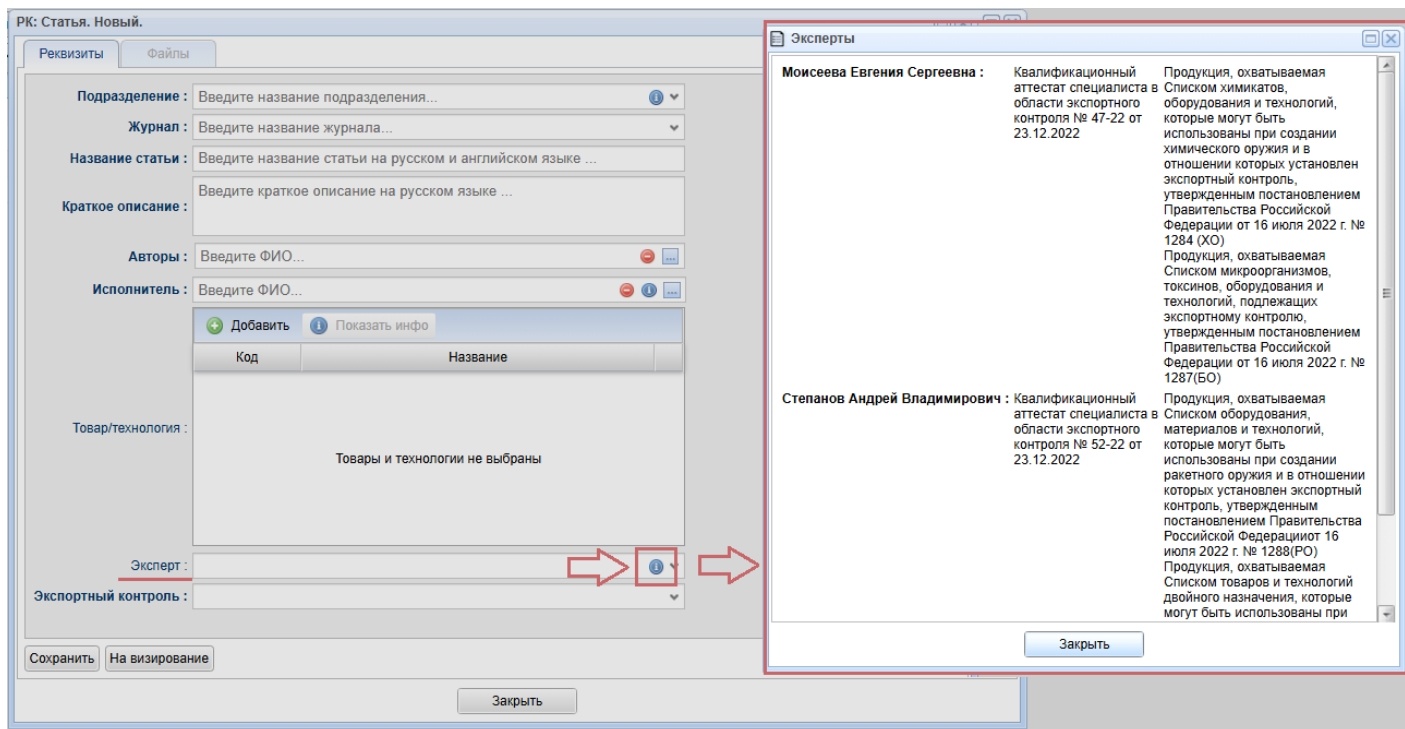 РК: Статья. Новый.
Реквизиты
Файлы
Подразделение :
Введите название подразделения...
Журнал :
Введите название журнала...
Название статьи :
Введите название статьи на русском и английском языке ...
Краткое описание :
Введите краткое описание на русском языке ...
Авторы :
Введите ФИО...
Исполнитель :
Введите ФИО...
Товар/технология :
Добавить
Показать инфо
Код
Название
Товары и технологии не выбраны
Эксперт :
Экспортный контроль :
Сохранить
На визирование
Закрыть
Эксперты
Моисеева Евгения Сергеевна :
Квалификационный
аттестат специалиста в
области экспортного
контроля № 47-22 от
23.12.2022
Продукция, охватываемая
Списком химикатов,
оборудования и технологий,
которые могут быть
использованы при создании
химического оружия и в
отношении которых установлен
экспортный контроль,
утвержденным постановлением
Правительства Российской
Федерации от 16 июля 2022 г. №
1284 (ХО)
Продукция, охватываемая
Списком микроорганизмов,
токсинов, оборудования и
технологий, подлежащих
экспортному контролю,
утвержденным постановлением
Правительства Российской
Федерации от 16 июля 2022 г. №
1287(БО)
Степанов Андрей Владимирович :
Квалификационный
аттестат специалиста в
области экспортного
контроля № 52-22 от
23.12.2022
Продукция, охватываемая
Списком оборудования,
материалов и технологий,
которые могут быть
использованы при создании
ракетного оружия и в отношении
которых установлен экспортный
контроль, утвержденным
постановлением Правительства
Российской Федерацииот 16
июля 2022 г. № 1288(РО)
Продукция, охватываемая
Списком товаров и технологий
двойного назначения, которые
могут быть использованы при
Закрыть